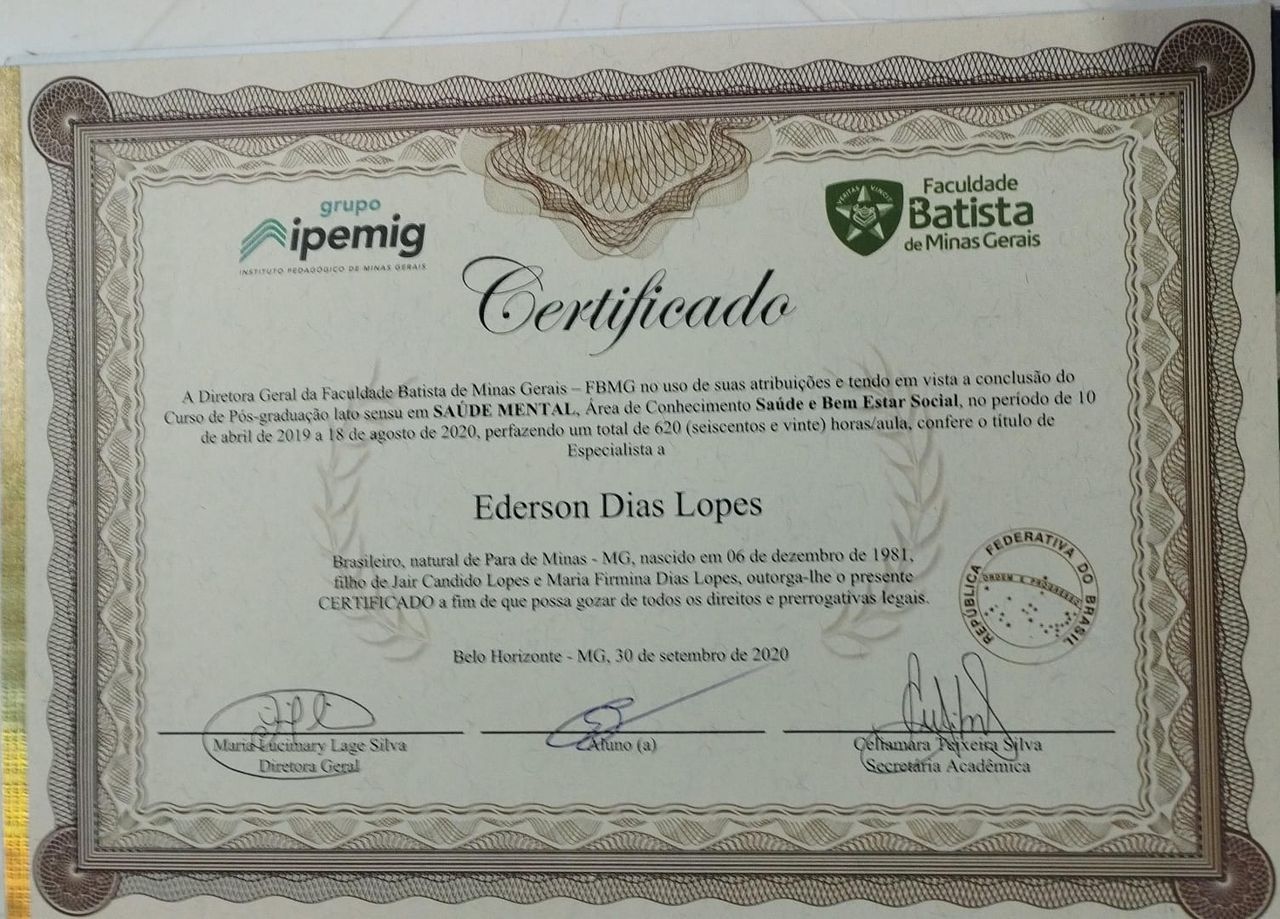 grupo
ipemig
INSTITUTO PEDAGÓGICO DE MINAS GERAIS
VERITAS VINCIT
Faculdade
Batista
de Minas Gerais
Certificado
A Diretora Geral da Faculdade Batista de Minas Gerais – FBMG no uso de suas atribuições e tendo em vista a conclusão do
Curso de Pós-graduação lato sensu em SAÚDE MENTAL, Área de Conhecimento Saúde e Bem Estar Social, no período de 10
de abril de 2019 a 18 de agosto de 2020, perfazendo um total de 620 (seiscentos e vinte) horas/aula, confere o título de
Especialista a
Ederson Dias Lopes
Brasileiro, natural de Para de Minas - MG, nascido em 06 de dezembro de 1981,
filho de Jair Candido Lopes e Maria Firmina Dias Lopes, outorga-lhe o presente
CERTIFICADO a fim de que possa gozar de todos os direitos e prerrogativas legais.
REPÚBLICA FEDERATIVA DO BRASIL
ORDEM E PROGRESSO
Belo Horizonte - MG, 30 de setembro de 2020
Maria Lucimary Lage Silva
Diretora Geral
Aluno (a)
Celiamára Teixeira Silva
Secretária Acadêmica